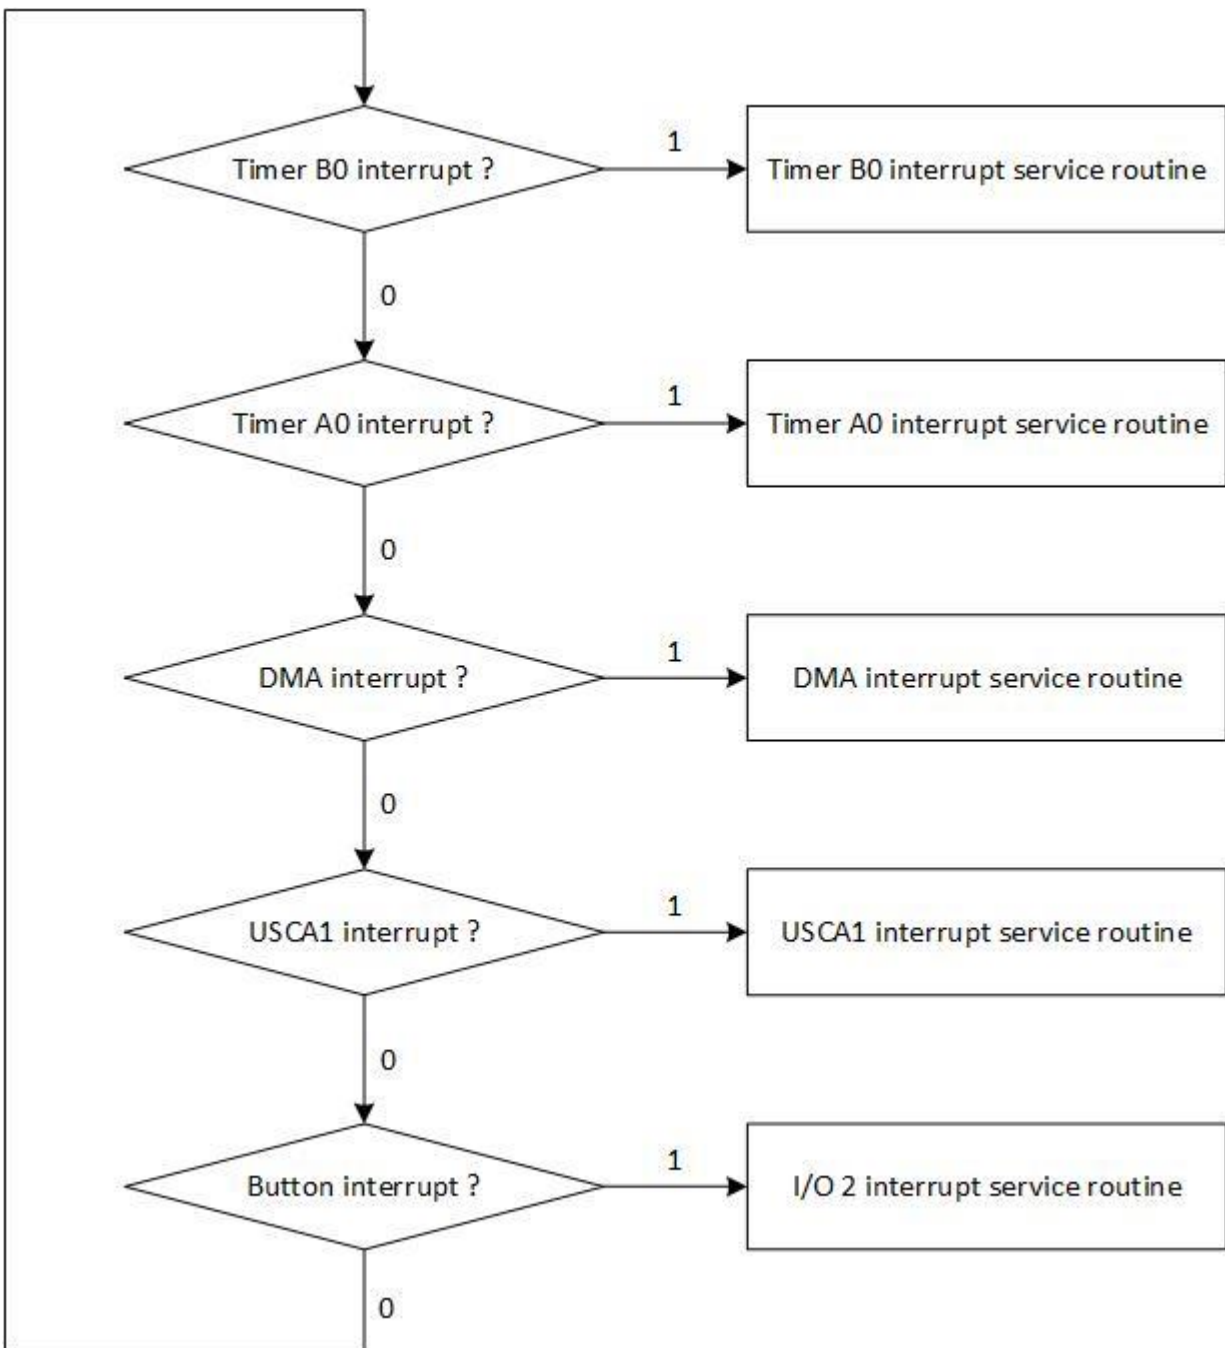 Timer B0 interrupt ?
1
Timer B0 interrupt service routine
0
Timer A0 interrupt ?
1
Timer A0 interrupt service routine
0
DMA interrupt ?
1
DMA interrupt service routine
0
USCA1 interrupt ?
1
USCA1 interrupt service routine
0
Button interrupt ?
1
I/O 2 interrupt service routine
0